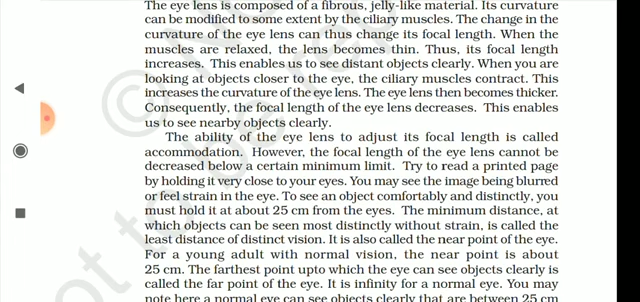 The eye lens is composed of a fibrous, jelly-like material. Its curvature
can be modified to some extent by the ciliary muscles. The change in the
curvature of the eye lens can thus change its focal length. When the
muscles are relaxed, the lens becomes thin. Thus, its focal length
increases. This enables us to see distant objects clearly. When you are
looking at objects closer to the eye, the ciliary muscles contract. This
increases the curvature of the eye lens. The eye lens then becomes thicker.
Consequently, the focal length of the eye lens decreases. This enables
us to see nearby objects clearly.
The ability of the eye lens to adjust its focal length is called
accommodation. However, the focal length of the eye lens cannot be
decreased below a certain minimum limit. Try to read a printed page
by holding it very close to your eyes. You may see the image being blurred
or feel strain in the eye. To see an object comfortably and distinctly, you
must hold it at about 25 cm from the eyes. The minimum distance, at
which objects can be seen most distinctly without strain, is called the
least distance of distinct vision. It is also called the near point of the eye.
For a young adult with normal vision, the near point is about
25 cm. The farthest point upto which the eye can see objects clearly is
called the far point of the eye. It is infinity for a normal eye. You may
note here a normal eye can see objects clearly that are between 25 cm
© N
not to be rep